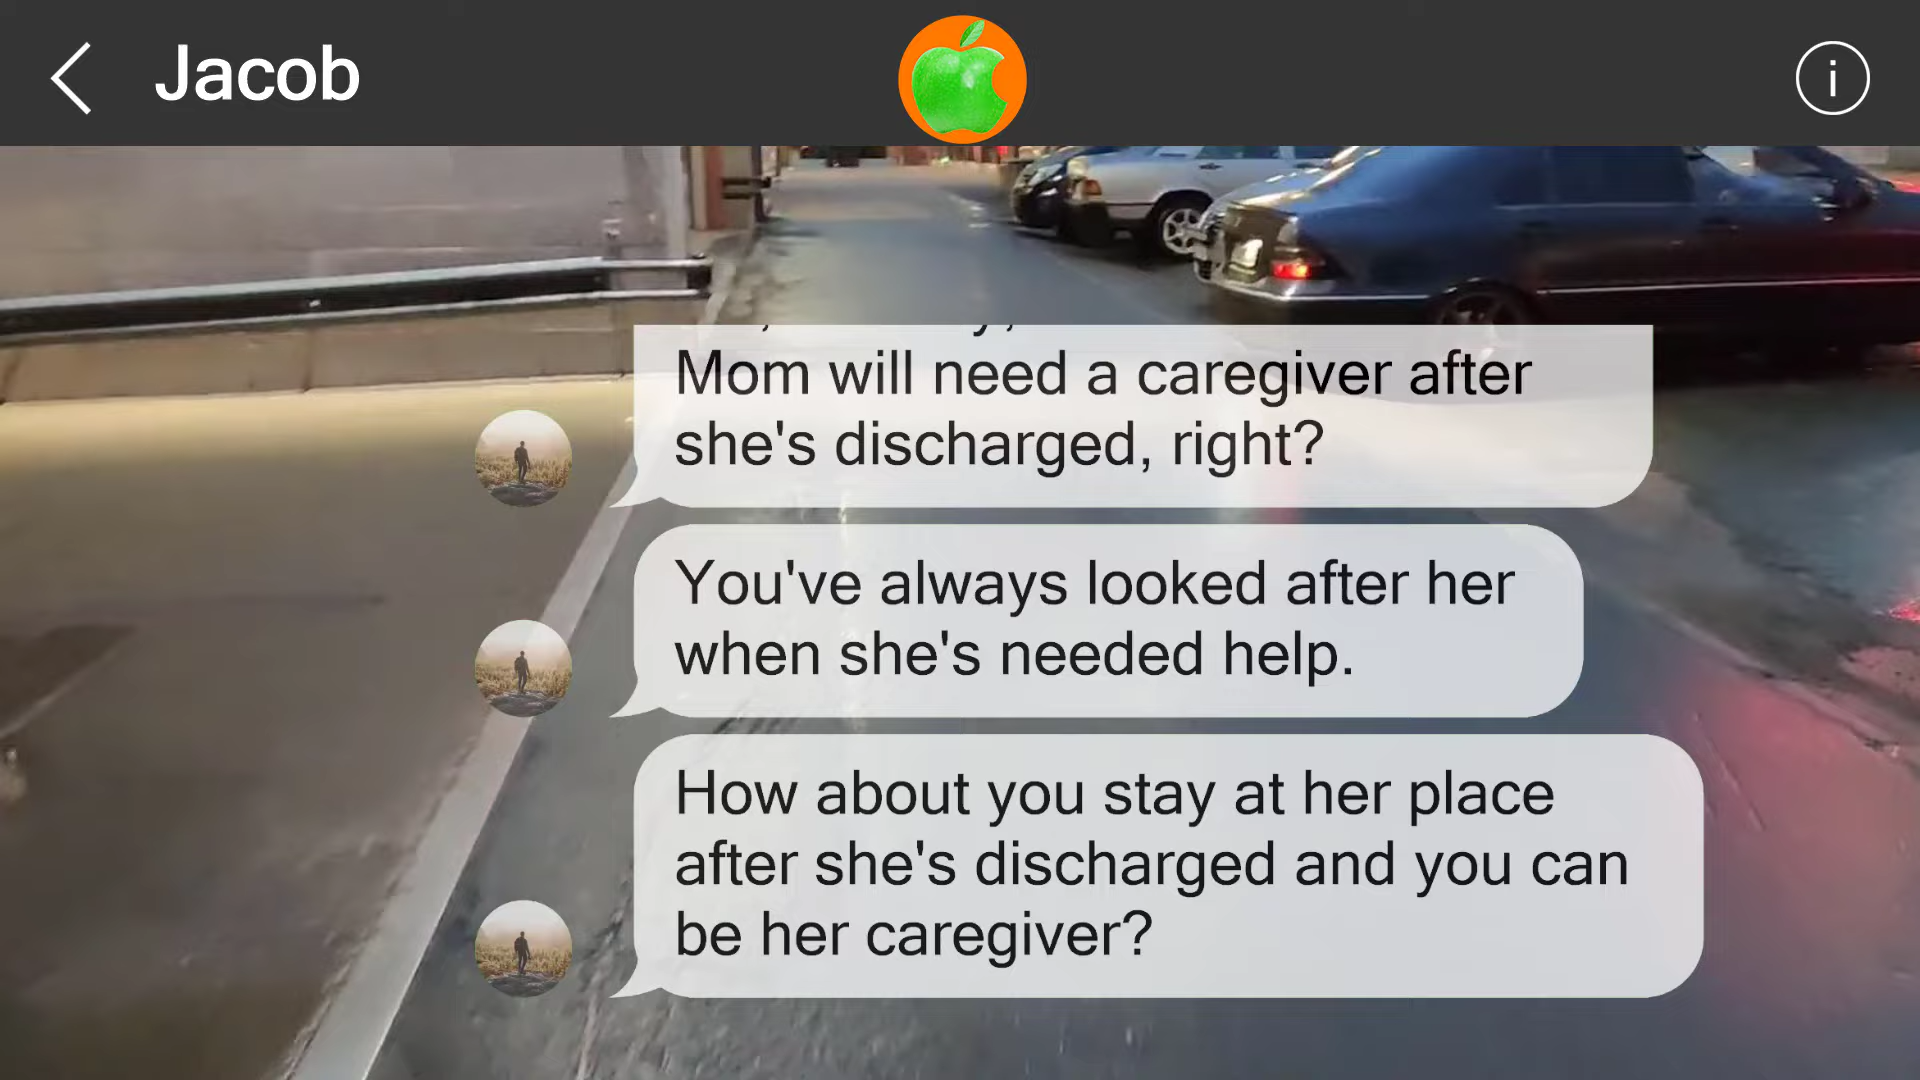 Jacob
Mom will need a caregiver after
she's discharged, right?
You've always looked after her
when she's needed help.
How about you stay at her place
after she's discharged and you can
be her caregiver?